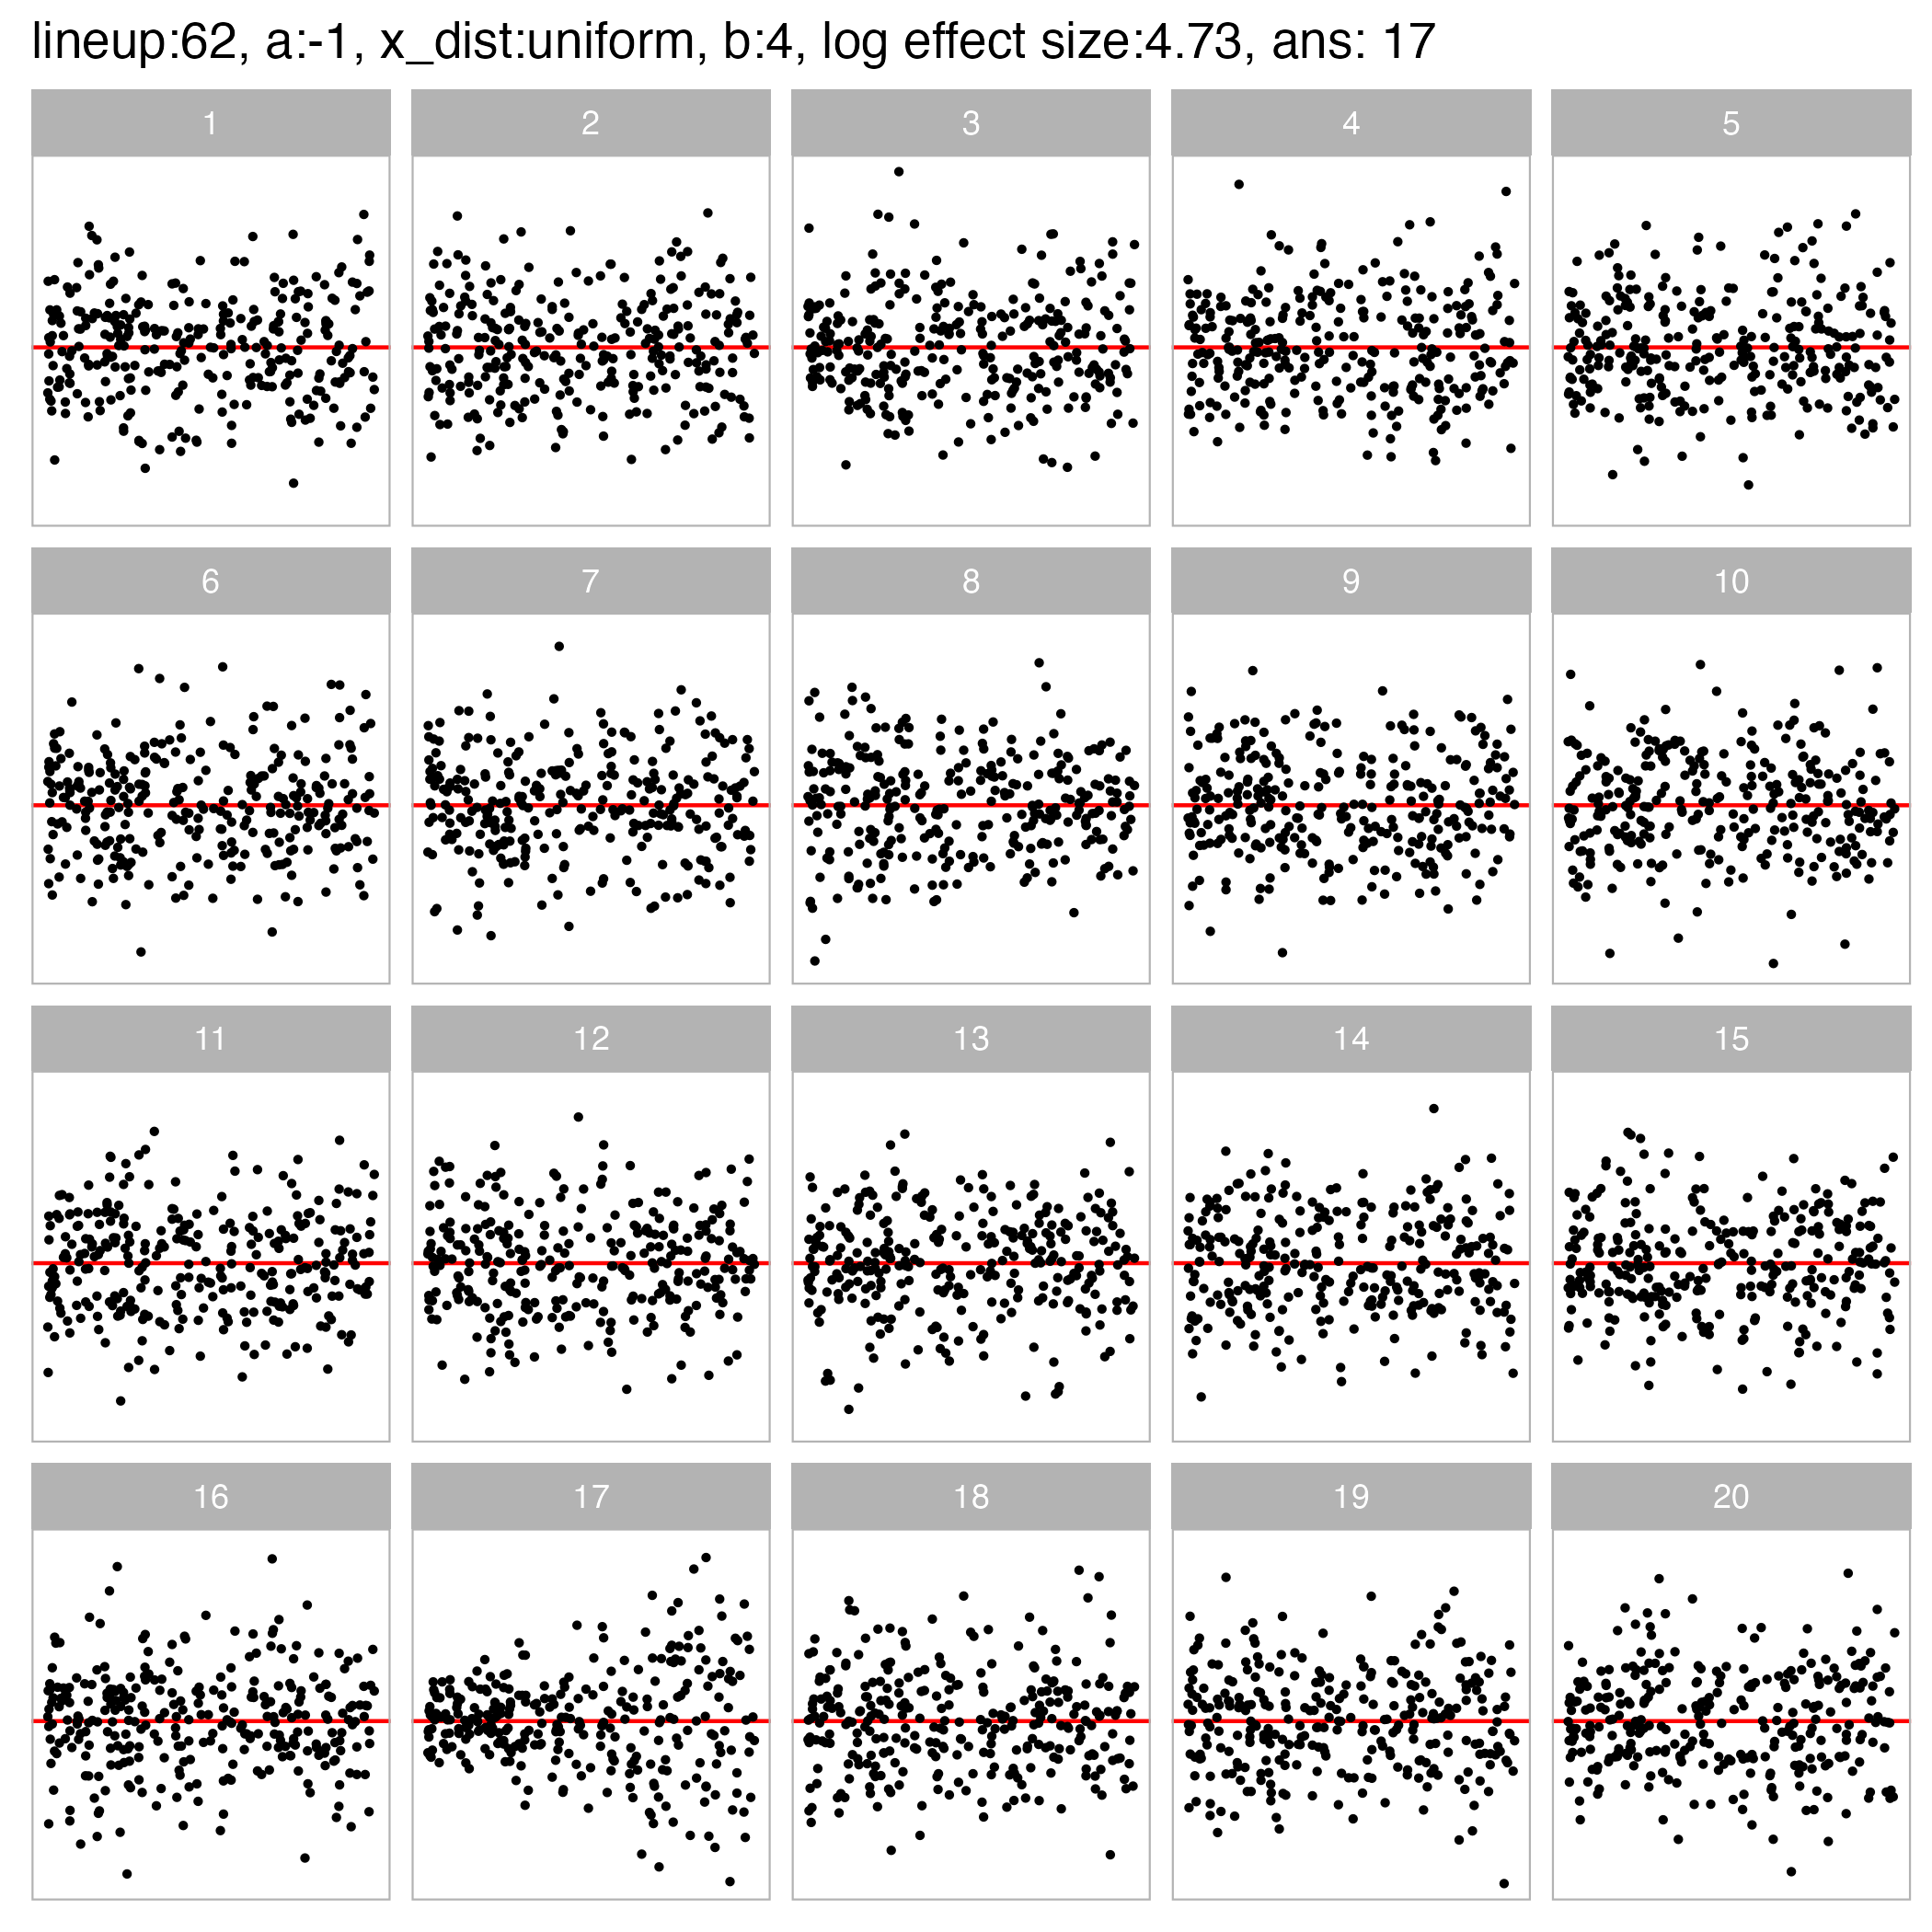 lineup:62, a:-1, x_dist:uniform, b:4, log effect size:4.73, ans: 17
1 2 3 4 5
6 7 8 9 10
11 12 13 14 15
16 17 18 19 20